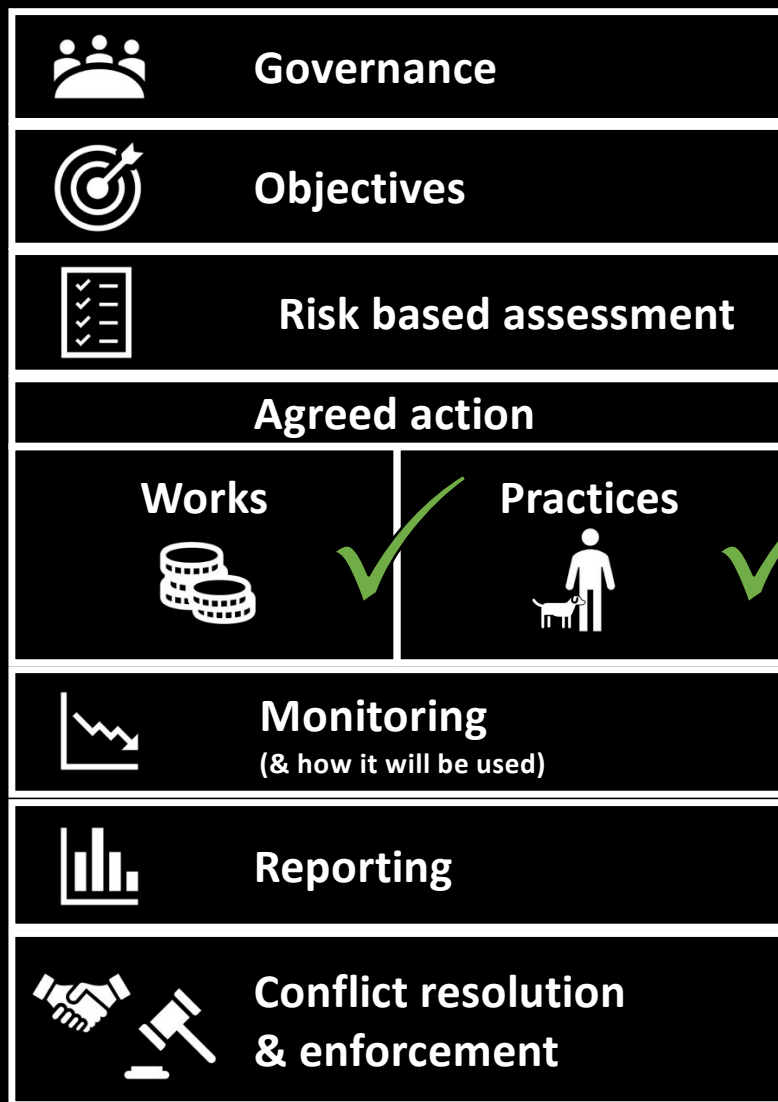 Governance
Objectives
Risk based assessment
Agreed action
Works
Practices
Monitoring
(& how it will be used)
Reporting
Conflict resolution
& enforcement